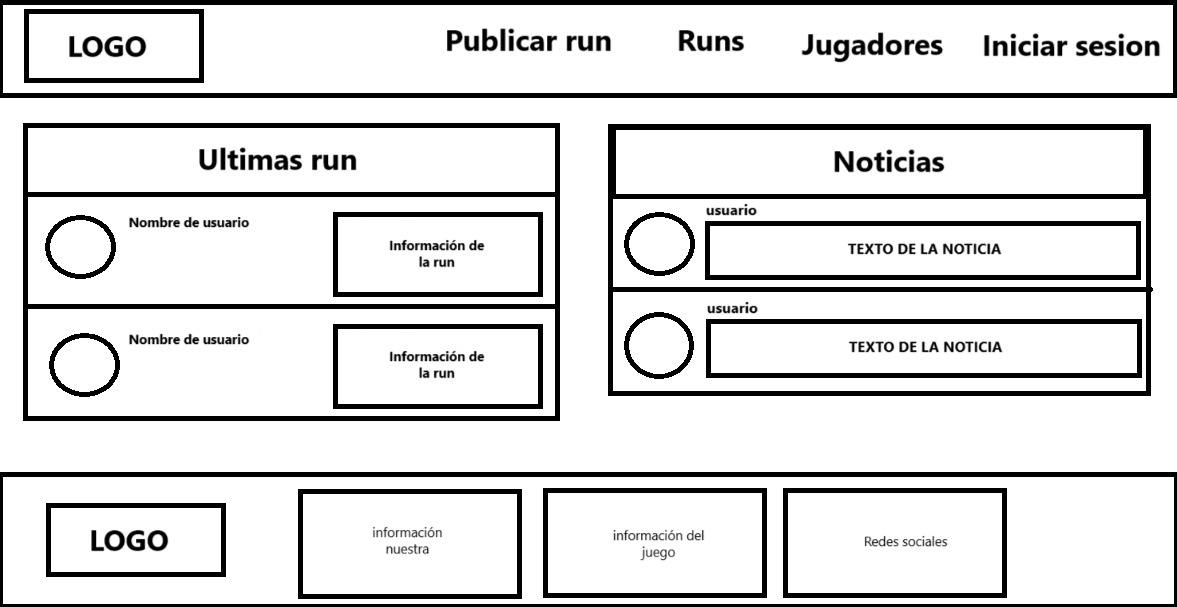 LOGO
Publicar run
Runs
Jugadores
Iniciar sesion
Ultimas run
Nombre de usuario
Información de
la run
Nombre de usuario
Información de
la run
Noticias
usuario
TEXTO DE LA NOTICIA
usuario
TEXTO DE LA NOTICIA
LOGO
información
nuestra
información del
juego
Redes sociales